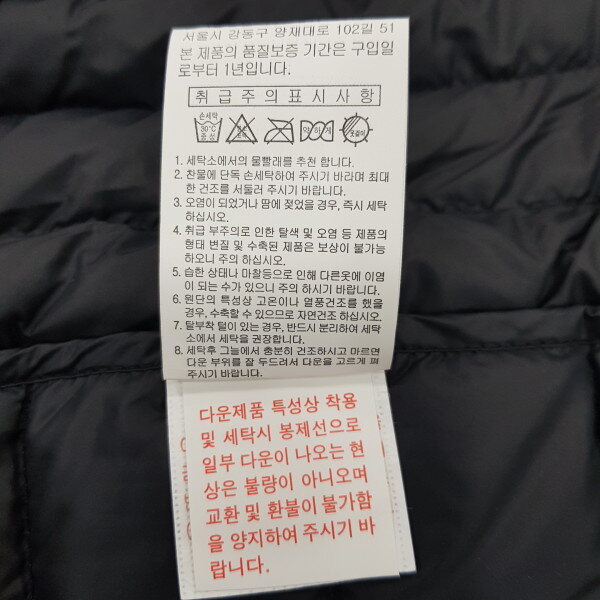 서울시 강동구 양재대로 102길 51
본 제품의 품질보증 기간은 구입일
로부터 1년입니다.
취급주의표시사항
손세탁
30℃
중성
약하게
옷걸이
1. 세탁소에서의 물빨래를 추천 합니다.
2. 찬물에 단독 손세탁하여 주시기 바라며 최대
한 건조를 서둘러 주시기 바랍니다.
3. 오염이 되었거나 땀에 젖었을 경우, 즉시 세탁
하십시오.
4. 취급 부주의로 인한 탈색 및 오염 등 제품의
형태 변질 및 수축된 제품은 보상이 불가능
하오니 주의 하십시오.
5. 습한 상태나 마찰등으로 인해 다른옷에 이염
이 되는 수가 있으니 주의 하시기 바랍니다.
6. 원단의 특성상 고온이나 열풍건조를 했을
경우, 수축할 수 있으므로 자연건조 하십시오.
7. 탈부착 털이 있는 경우, 반드시 분리하여 세탁
소에서 세탁을 권장합니다.
8. 세탁후 그늘에서 충분히 건조하시고 마르면
다운 부위를 잘 두드려서 다운을 고르게 펴
주시기 바랍니다.
다운제품 특성상 착용
및 세탁시 봉제선으로
일부 다운이 나오는 현
상은 불량이 아니오며
교환 및 환불이 불가함
을 양지하여 주시기 바
랍니다.